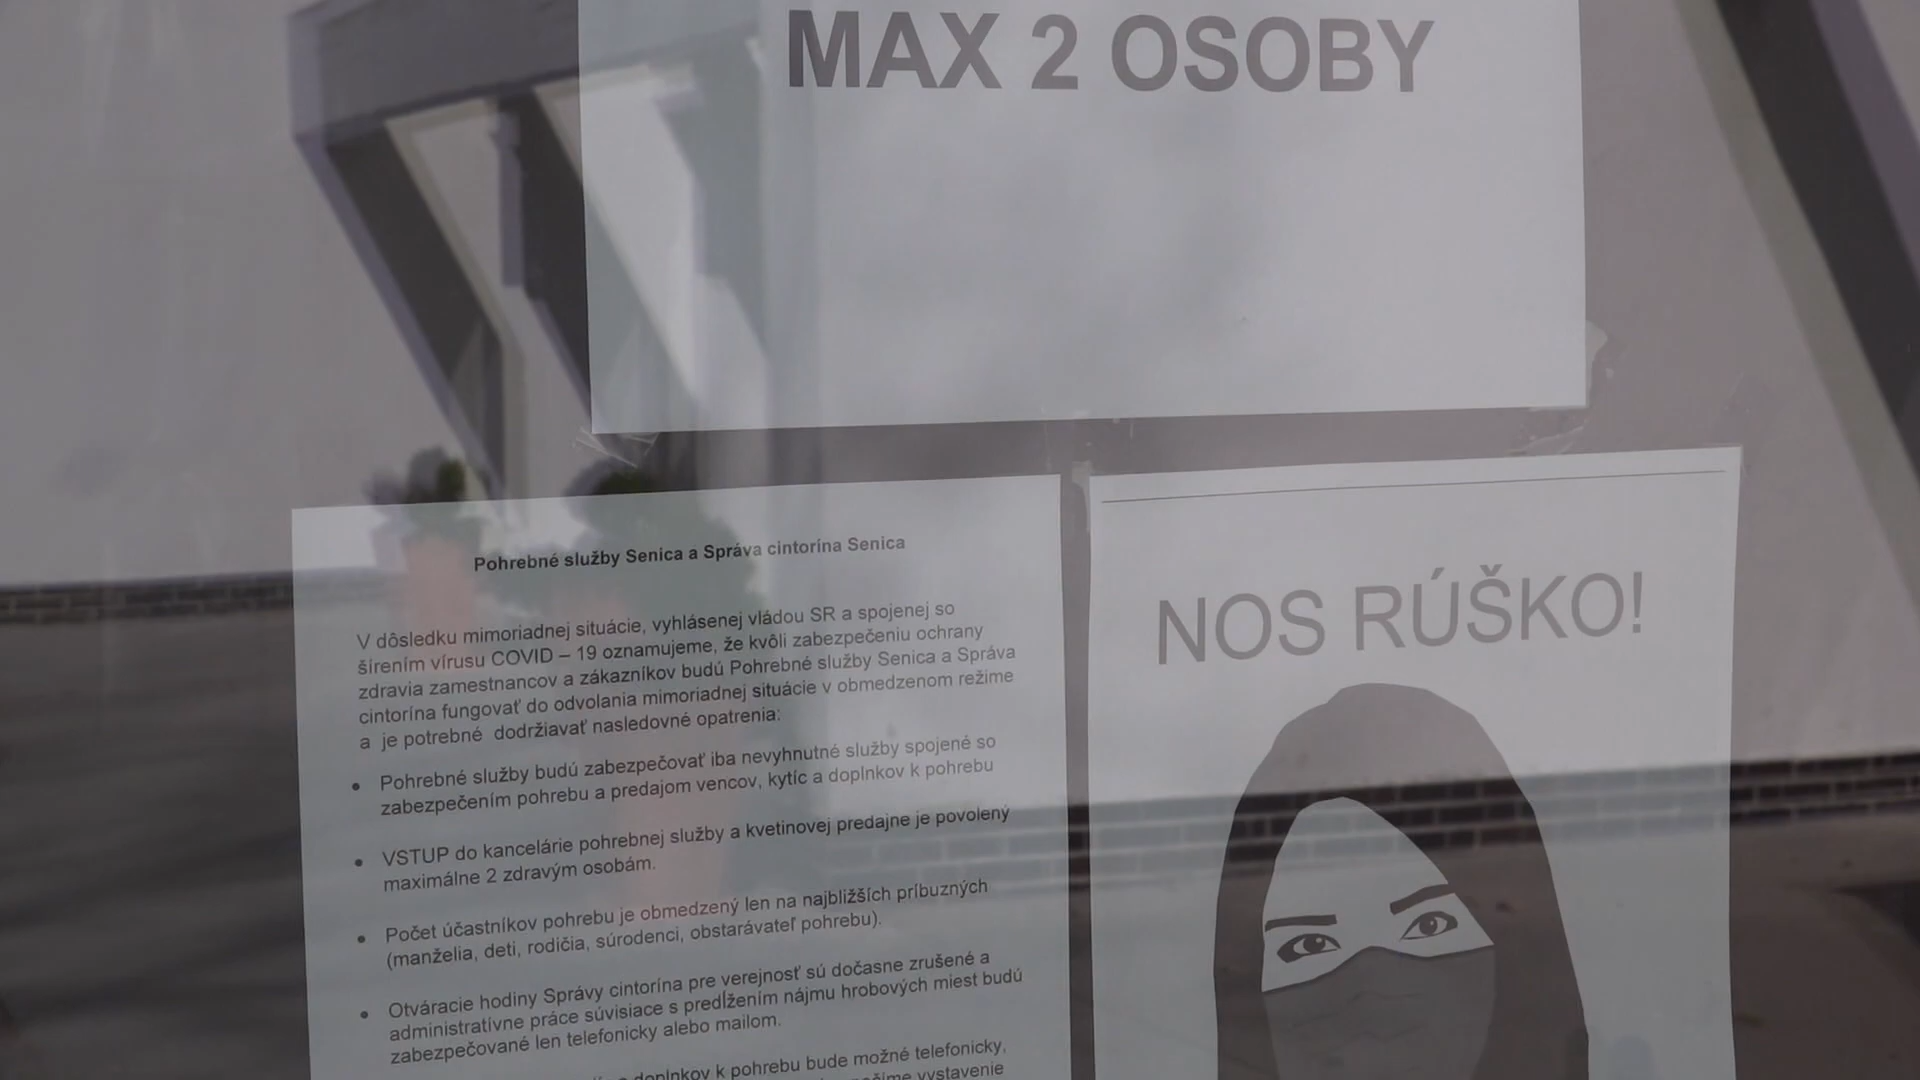 MAX 2 OSOBY
Pohrebné služby Senica a Správa cintorína Senica
V dôsledku mimoriadnej situácie, vyhlásenej vládou SR a spojenej so
šírením vírusu COVID – 19 oznamujeme, že kvôli zabezpečeniu ochrany
zdravia zamestnancov a zákazníkov budú Pohrebné služby Senica a Správa
cintorína fungovať do odvolania mimoriadnej situácie v obmedzenom režime
a je potrebné dodržiavať nasledovné opatrenia:
• Pohrebné služby budú zabezpečovať iba nevyhnutné služby spojené so
zabezpečením pohrebu a predajom vencov, kytíc a doplnkov k pohrebu
• VSTUP do kancelárie pohrebnej služby a kvetinovej predajne je povolený
maximálne 2 zdravým osobám.
• Počet účastníkov pohrebu je obmedzený len na najbližších príbuzných
(manželia, deti, rodičia, súrodenci, obstarávateľ pohrebu).
• Otváracie hodiny Správy cintorína pre verejnosť sú dočasne zrušené a
administratívne práce súvisiace s predĺžením nájmu hrobových miest budú
zabezpečované len telefonicky alebo mailom.
doplnkov k pohrebu bude možné telefonicky,
vystavenie
NOS RÚŠKO!